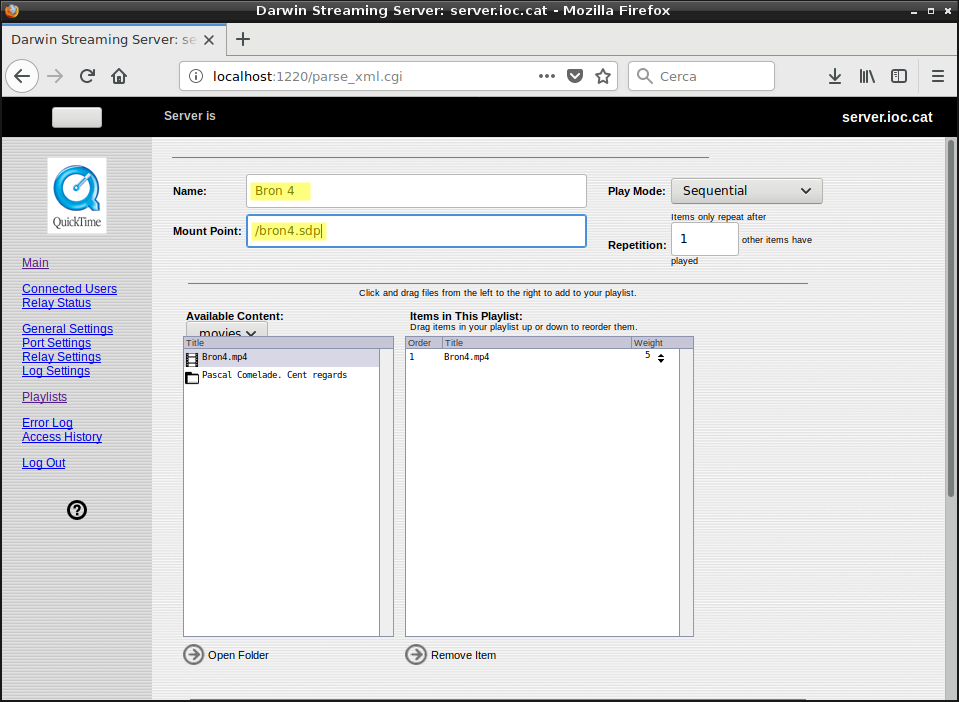 Darwin Streaming Server: server.ioc.cat - Mozilla Firefox
Darwin Streaming Server: se
localhost:1220/parse_xml.cgi
Cerca
Server is
server.ioc.cat
QuickTime
Main
Connected Users
Relay Status
General Settings
Port Settings
Relay Settings
Log Settings
Playlists
Error Log
Access History
Log Out
Name:
Bron 4
Play Mode:
Sequential
Mount Point:
/bron4.sdp
Items only repeat after
Repetition:
1
other items have
played
Click and drag files from the left to the right to add to your playlist.
Available Content:
movies
Title
Bron4.mp4
Pascal Comelade. Cent regards
Open Folder
Items in This Playlist:
Drag items in your playlist up or down to reorder them.
Order Title Weight
1 Bron4.mp4 5
Remove Item